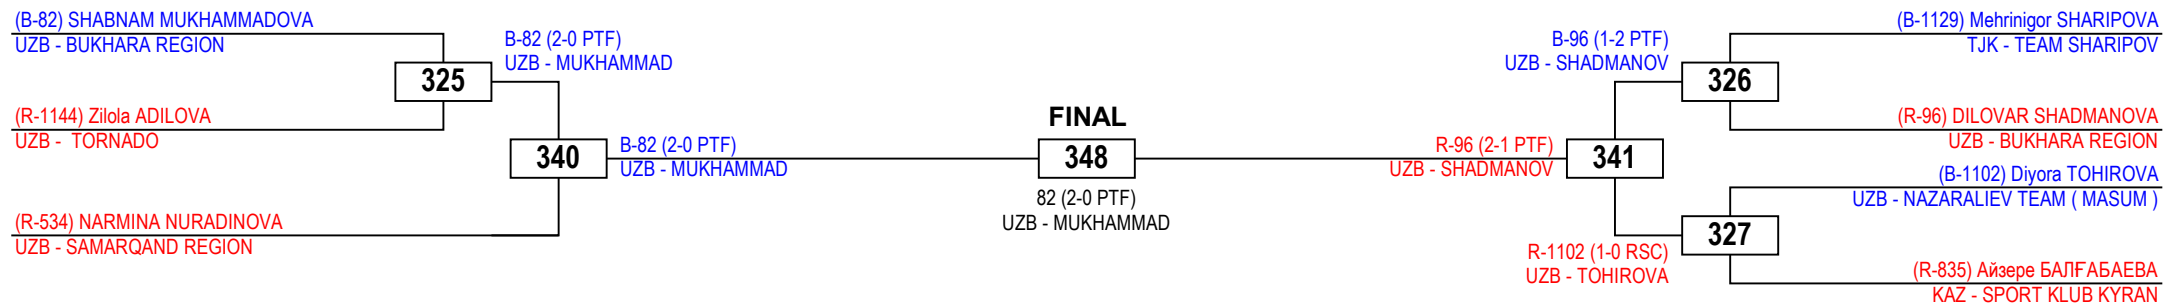 (B-82) SHABNAM MUKHAMMADOVA
UZB - BUKHARA REGION
B-82 (2-0 PTF)
UZB - MUKHAMMAD
325
(R-1144) Zilola ADILOVA
UZB -  TORNADO
340
B-82 (2-0 PTF)
UZB - MUKHAMMAD
(R-534) NARMINA NURADINOVA
UZB - SAMARQAND REGION
FINAL
348
82 (2-0 PTF)
UZB - MUKHAMMAD
(B-1129) Mehrinigor SHARIPOVA
TJK - TEAM SHARIPOV
B-96 (1-2 PTF)
UZB - SHADMANOV
326
(R-96) DILOVAR SHADMANOVA
UZB - BUKHARA REGION
R-96 (2-1 PTF)
UZB - SHADMANOV
341
(B-1102) Diyora TOHIROVA
UZB - NAZARALIEV TEAM ( MASUM )
327
R-1102 (1-0 RSC)
UZB - TOHIROVA
(R-835) Айзере БАЛҒАБАЕВА
KAZ - SPORT KLUB KYRAN